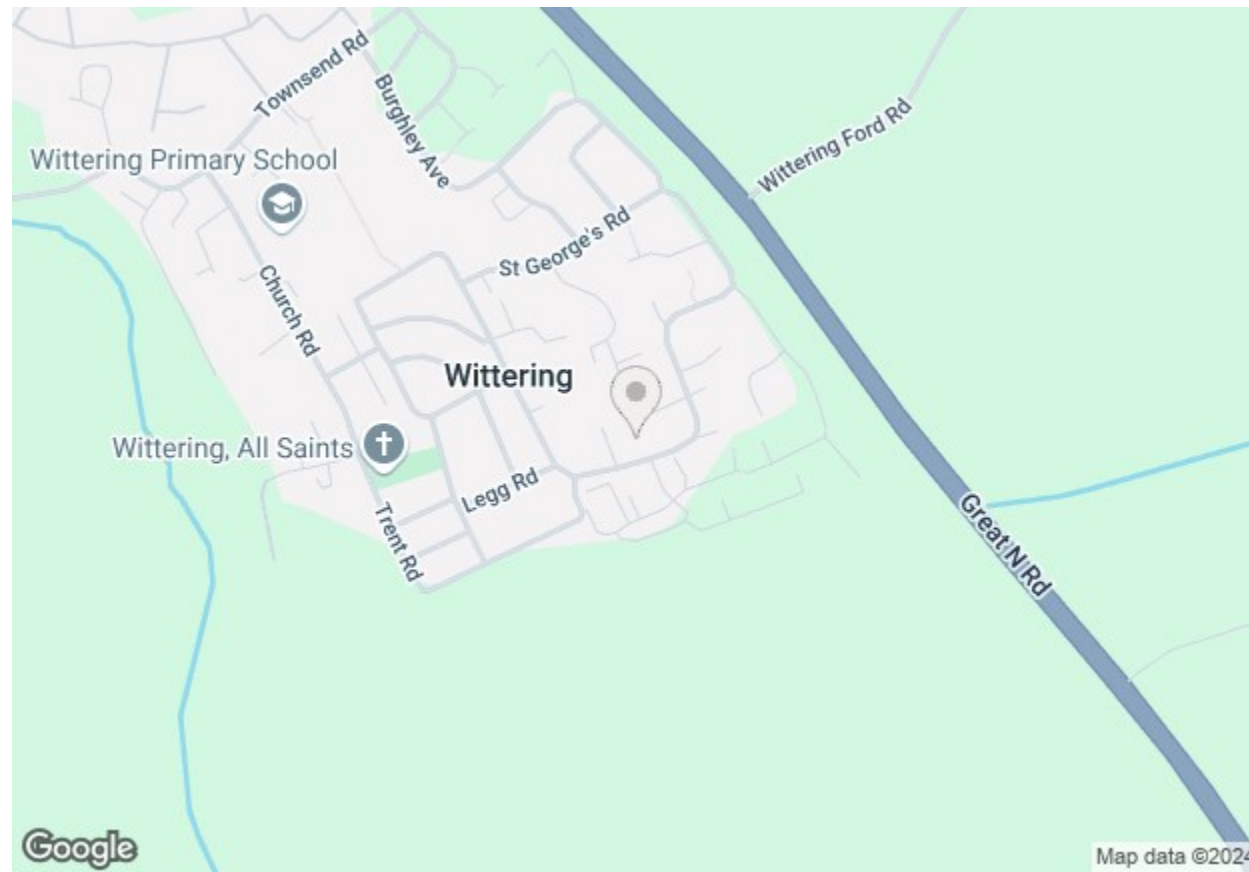 Townsend Rd
Burghley Ave
Wittering Ford Rd
Wittering Primary School
St George's Rd
Church Rd
Wittering
Wittering, All Saints
Legg Rd
Trent Rd
Great N Rd
Google
Map data ©2024